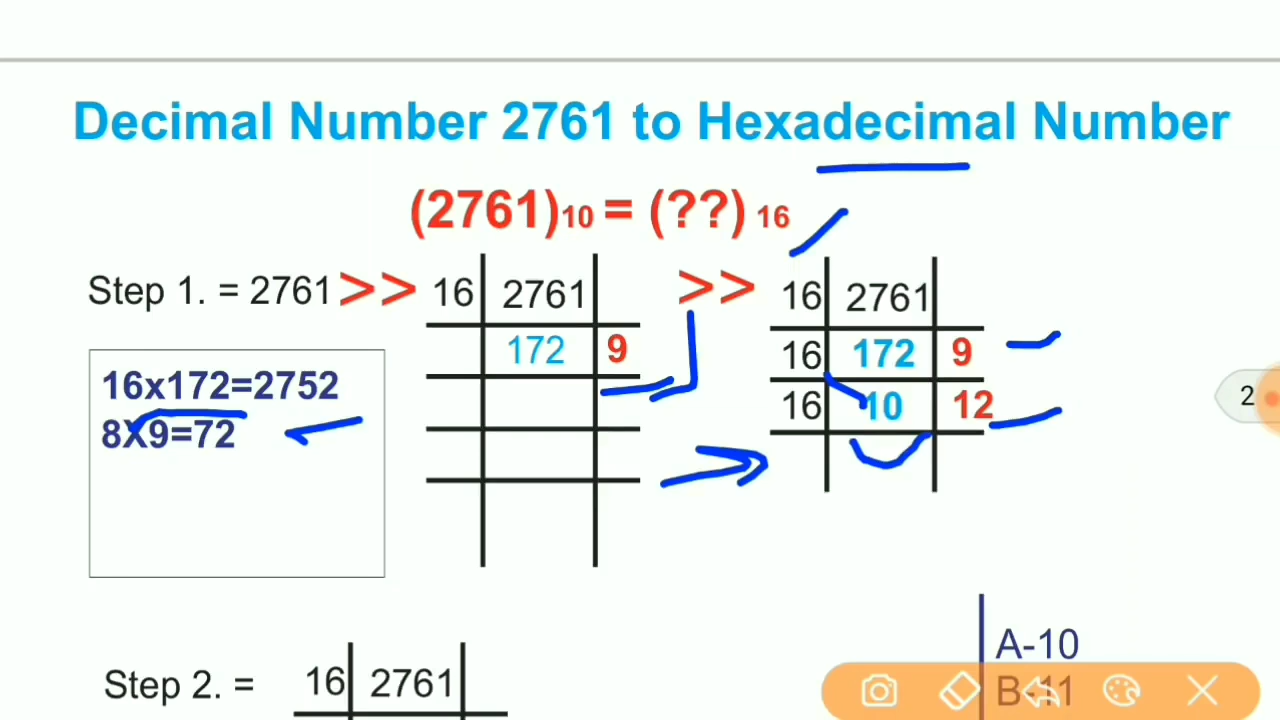 Decimal Number 2761 to Hexadecimal Number
(2761)10 = (??) 16
Step 1. = 2761 >> 16 2761 >> 16 2761
172 9 16 172 9
16x172=2752
8X9=72
16 10 12
2
A-10
B-11
Step 2. = 16 2761